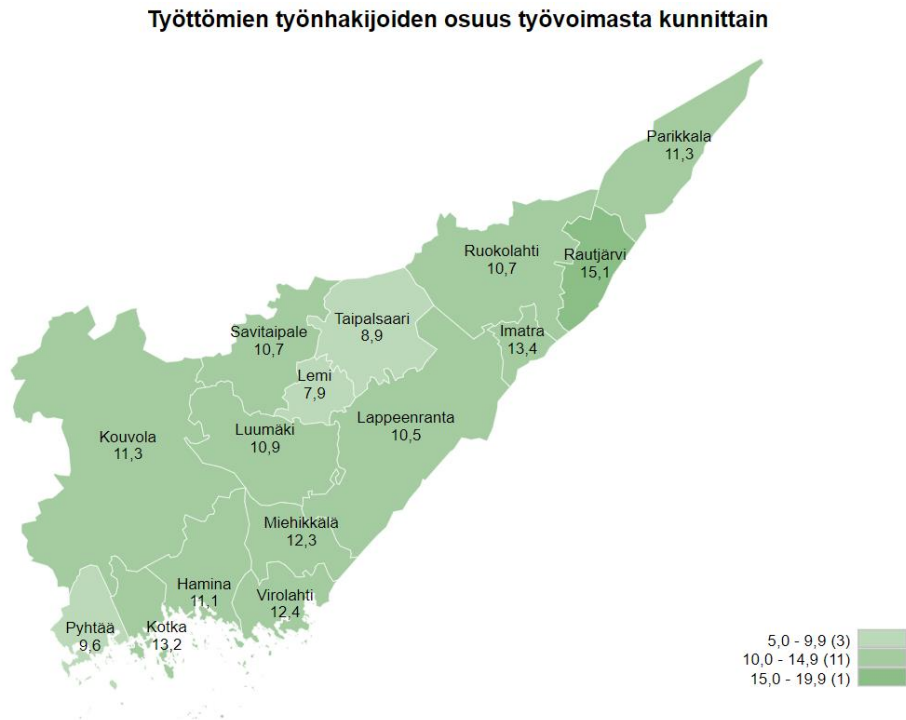 Työttömien työnhakijoiden osuus työvoimasta kunnittain
Parikkala
11,3
Ruokolahti
10,7
Rautjärvi
15,1
Taipalsaari
8,9
Imatra
13,4
Savitaipale
10,7
Lemi
7,9
Lappeenranta
10,5
Luumäki
10,9
Kouvola
11,3
Miehikkälä
12,3
Hamina
11,1
Virolahti
12,4
Pyhtää
9,6
Kotka
13,2
5,0 - 9,9 (3)
10,0 - 14,9 (11)
15,0 - 19,9 (1)